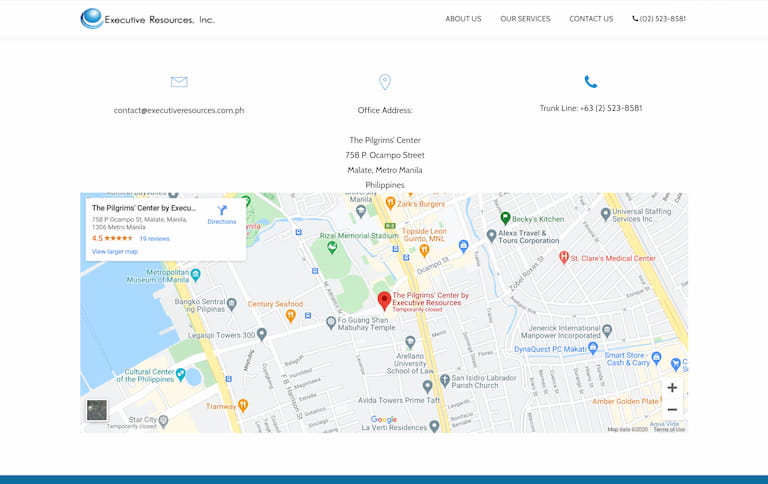 Executive Resources, Inc.
ABOUT US
OUR SERVICES
CONTACT US
(02) 523-8581
contact@executiveresources.com.ph
Office Address:
The Pilgrims' Center
758 P. Ocampo Street
Malate, Metro Manila
Philippines
Trunk Line: +63 (2) 523-8581
The Pilgrims' Center by Execu...
758 P Ocampo St, Malate, Manila,
1306 Metro Manila
4.5
19 reviews
View larger map
Directions
Manila
Zark's Burgers
Rizal Memorial Stadium
Topside Leon
Guinto, MNL
Becky's Kitchen
Alexa Travel &
Tours Corporation
Universal Staffing
Services Inc.
St. Clare's Medical Center
Ocampo St
Zobel Roxas St
Metropolitan
Museum of Manila
Bangko Sentral
ng Pilipinas
Century Seafood
The Pilgrims' Center by
Executive Resources
Temporarily closed
Fo Guang Shan
Mabuhay Temple
Legaspi Towers 300
Arellano
University
School of Law
Jenerick International
Manpower Incorporated
DynaQuest PC Makati
Smart Store -
Cash & Carry
Cultural Center of
the Philippines
F.B. Harrison St
San Isidro Labrador
Parish Church
Avida Towers Prime Taft
Tramway
Amber Golden Plate
Star City
Temporarily closed
Google
La Verti Residences
Aqua Vida
Map data ©2020
Terms of Use